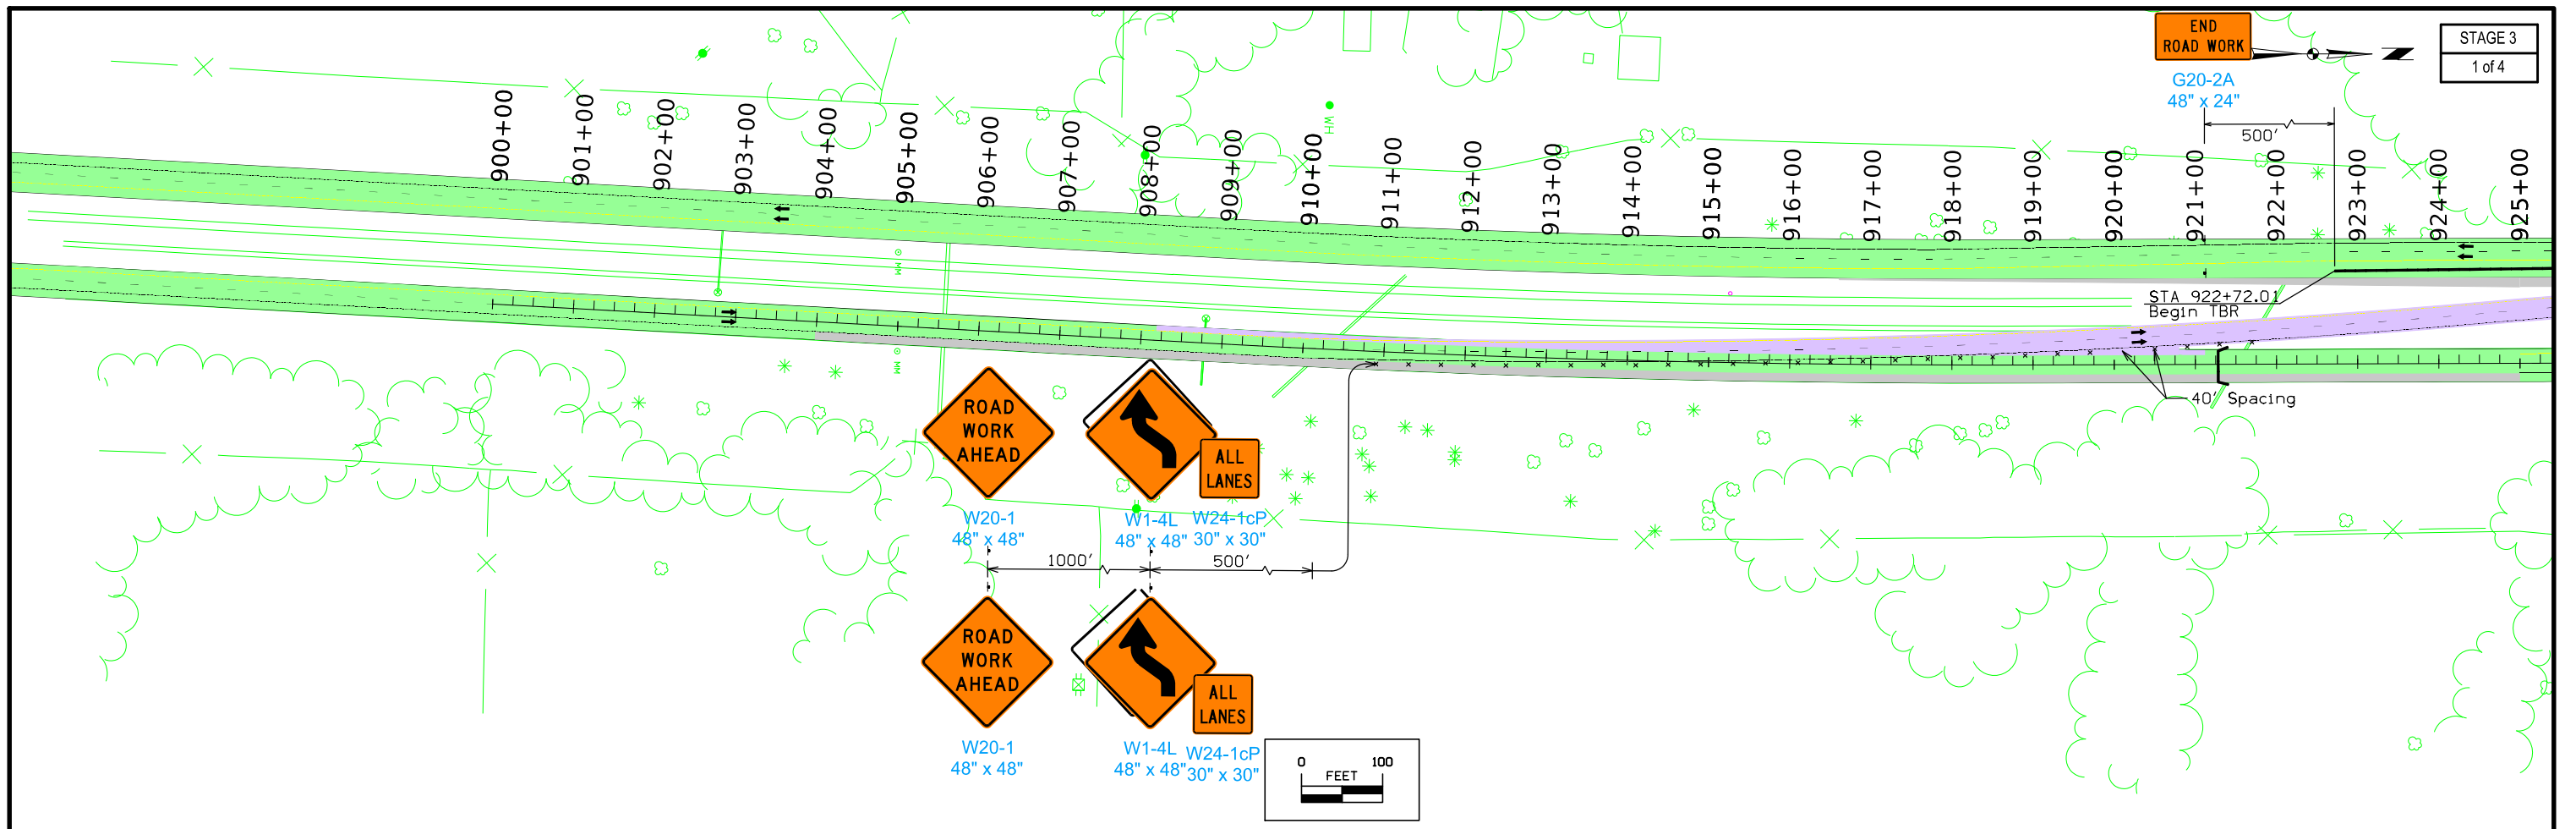 END
ROAD WORK
G20-2A
48" x 24"
STAGE 3
1 of 4
500'
900+00
901+00
902+00
903+00
904+00
905+00
906+00
907+00
908+00
909+00
910+00
911+00
912+00
913+00
914+00
915+00
916+00
917+00
918+00
919+00
920+00
921+00
922+00
923+00
924+00
925+00
WH
MM
STA 922+72.01
Begin TBR
MM
40' Spacing
ROAD
WORK
AHEAD
ALL
LANES
W20-1
48" x 48"
W1-4L
48" x 48"
W24-1cP
30" x 30"
1000'
500'
ROAD
WORK
AHEAD
ALL
LANES
W20-1
48" x 48"
W1-4L
48" x 48"
W24-1cP
30" x 30"
0 100
FEET